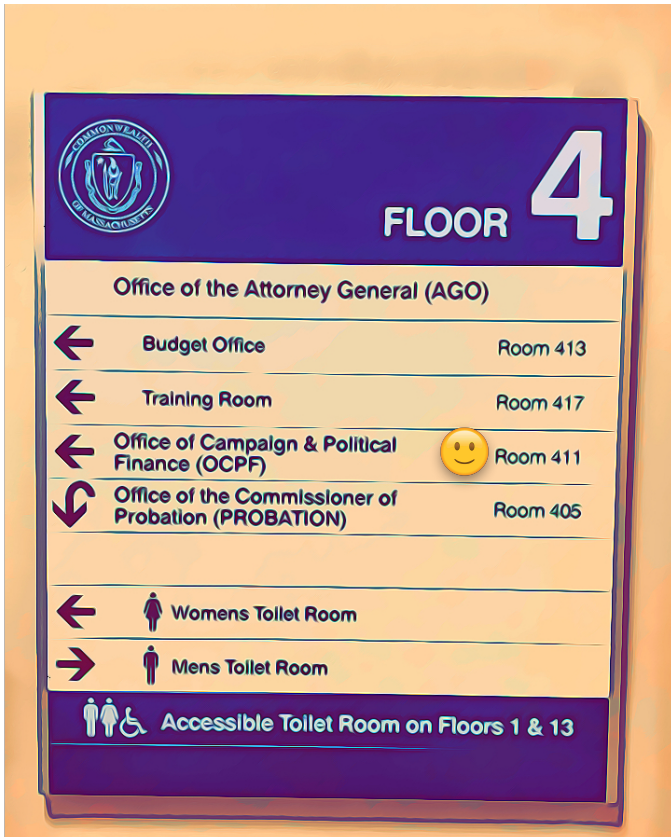 COMMONWEALTH
OF MASSACHUSETTS
FLOOR 4
Office of the Attorney General (AGO)
Budget Office Room 413
Training Room Room 417
Office of Campaign & Political
Finance (OCPF) Room 411
Office of the Commissioner of
Probation (PROBATION) Room 405
Womens Toilet Room
Mens Toilet Room
Accessible Toilet Room on Floors 1 & 13